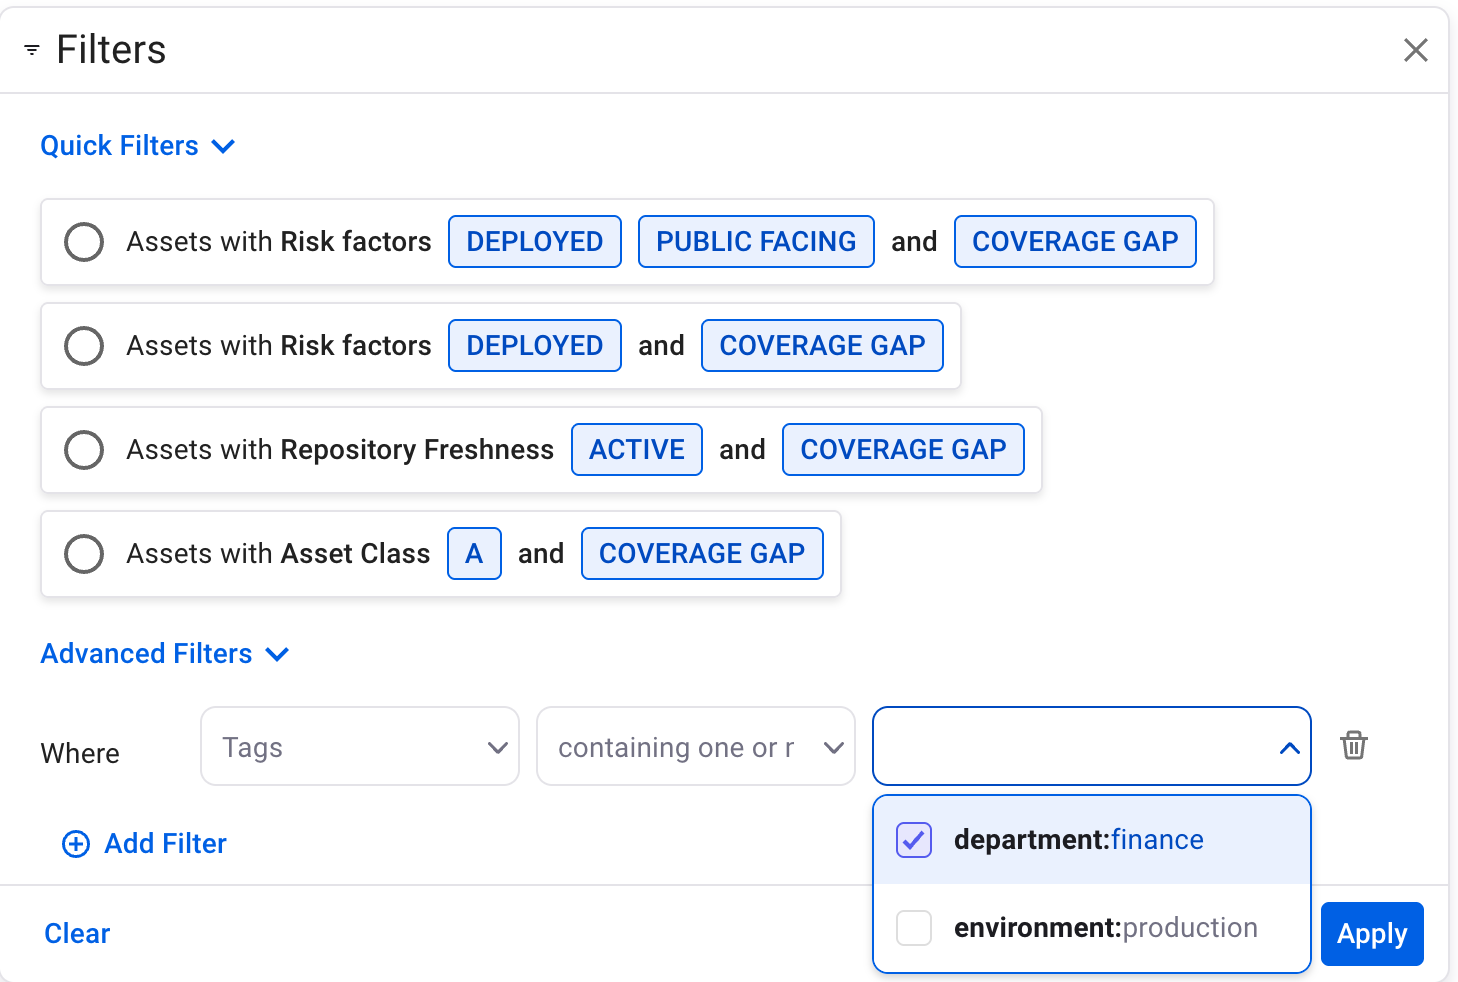 Filters
Quick Filters
Assets with Risk factors DEPLOYED PUBLIC FACING and COVERAGE GAP
Assets with Risk factors DEPLOYED and COVERAGE GAP
Assets with Repository Freshness ACTIVE and COVERAGE GAP
Assets with Asset Class A and COVERAGE GAP
Advanced Filters
Where Tags containing one or r
Add Filter
department:finance
environment:production
Clear Apply